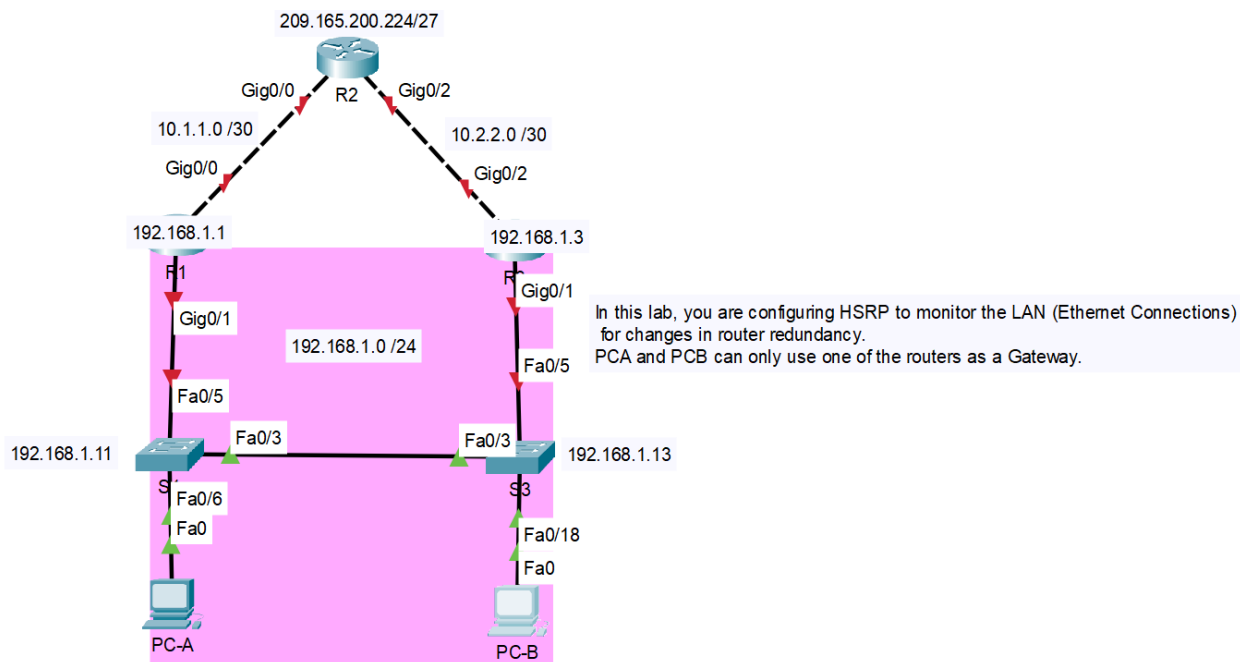 209.165.200.224/27
Gig0/0
Gig0/2
R2
10.1.1.0 /30
10.2.2.0 /30
Gig0/0
Gig0/2
192.168.1.1
192.168.1.3
R1
Gig0/1
Gig0/1
In this lab, you are configuring HSRP to monitor the LAN (Ethernet Connections)
for changes in router redundancy.
PCA and PCB can only use one of the routers as a Gateway.
192.168.1.0 /24
Fa0/5
Fa0/5
192.168.1.11
Fa0/3
Fa0/3
192.168.1.13
S3
Fa0/6
Fa0
Fa0/18
Fa0
PC-A
PC-B